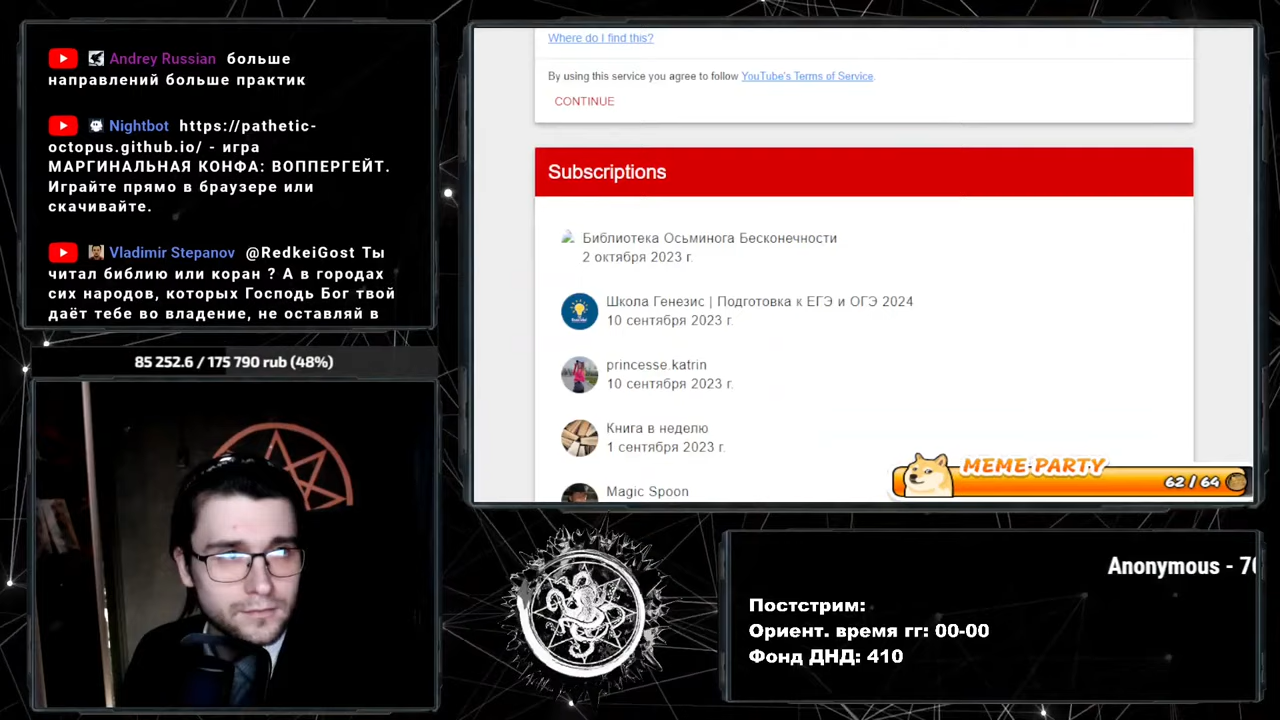 Andrey Russian больше
направлений больше практик
Nightbot https://pathetic-
octopus.github.io/ - игра
МАРГИНАЛЬНАЯ КОНФА: ВОППЕРГЕЙТ.
Играйте прямо в браузере или
скачивайте.
Vladimir Stepanov @RedkeiGost Ты
читал библию или коран ? А в городах
сих народов, которых Господь Бог твой
даёт тебе во владение, не оставляй в
85 252.6 / 175 790 rub (48%)
Where do I find this?
By using this service you agree to follow YouTube's Terms of Service.
CONTINUE
Subscriptions
Библиотека Осьминога Бесконечности
2 октября 2023 г.
Школа Генезис | Подготовка к ЕГЭ и ОГЭ 2024
10 сентября 2023 г.
princesse.katrin
10 сентября 2023 г.
Книга в неделю
1 сентября 2023 г.
Magic Spoon
MEME PARTY
62 / 64
Anonymous - 70
Постстрим:
Ориент. время гг: 00-00
Фонд ДНД: 410